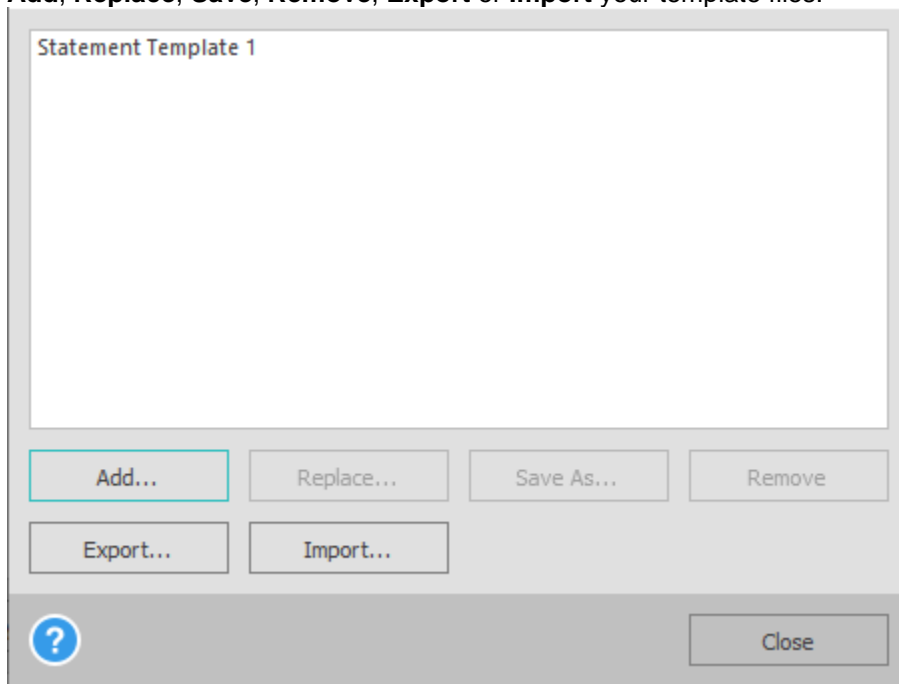 Add, Replace, Save, Remove, Export or Import your template files.
Statement Template 1
Add... Replace... Save As... Remove
Export... Import...
? Close